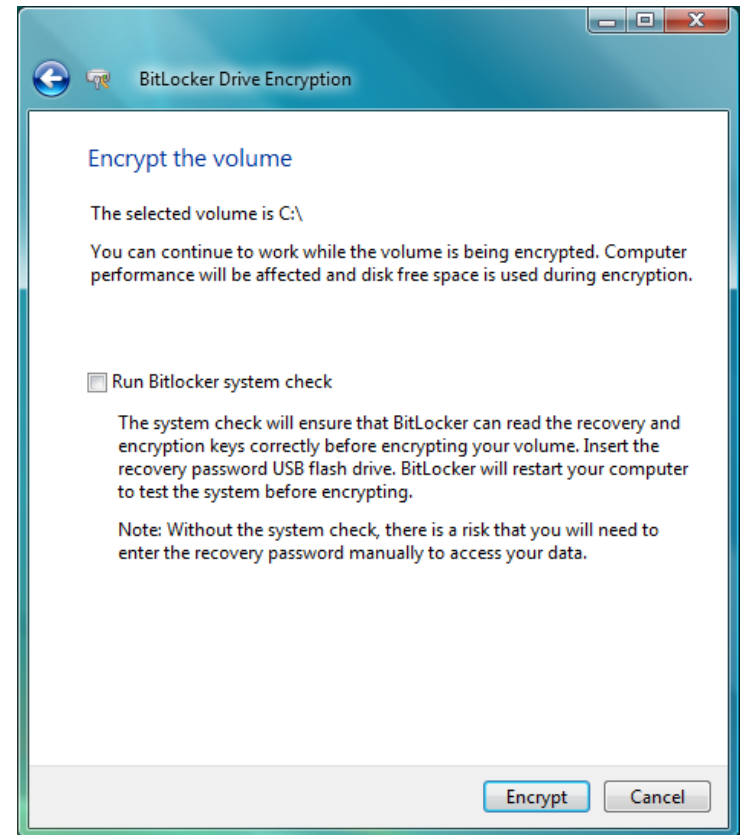 BitLocker Drive Encryption
Encrypt the volume
The selected volume is C:\
You can continue to work while the volume is being encrypted. Computer
performance will be affected and disk free space is used during encryption.
Run Bitlocker system check
The system check will ensure that BitLocker can read the recovery and
encryption keys correctly before encrypting your volume. Insert the
recovery password USB flash drive. BitLocker will restart your computer
to test the system before encrypting.
Note: Without the system check, there is a risk that you will need to
enter the recovery password manually to access your data.
Encrypt Cancel